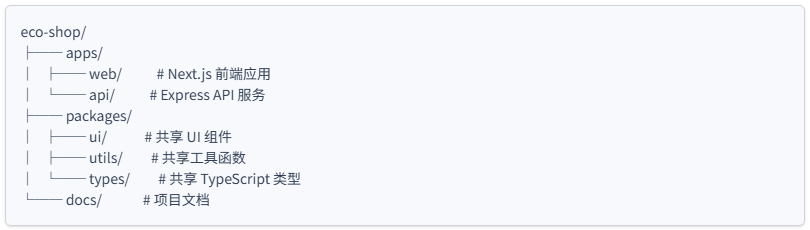 eco-shop/
├── apps/
│   ├── web/          # Next.js 前端应用
│   └── api/          # Express API 服务
├── packages/
│   ├── ui/           # 共享 UI 组件
│   ├── utils/        # 共享工具函数
│   └── types/        # 共享 TypeScript 类型
└── docs/             # 项目文档